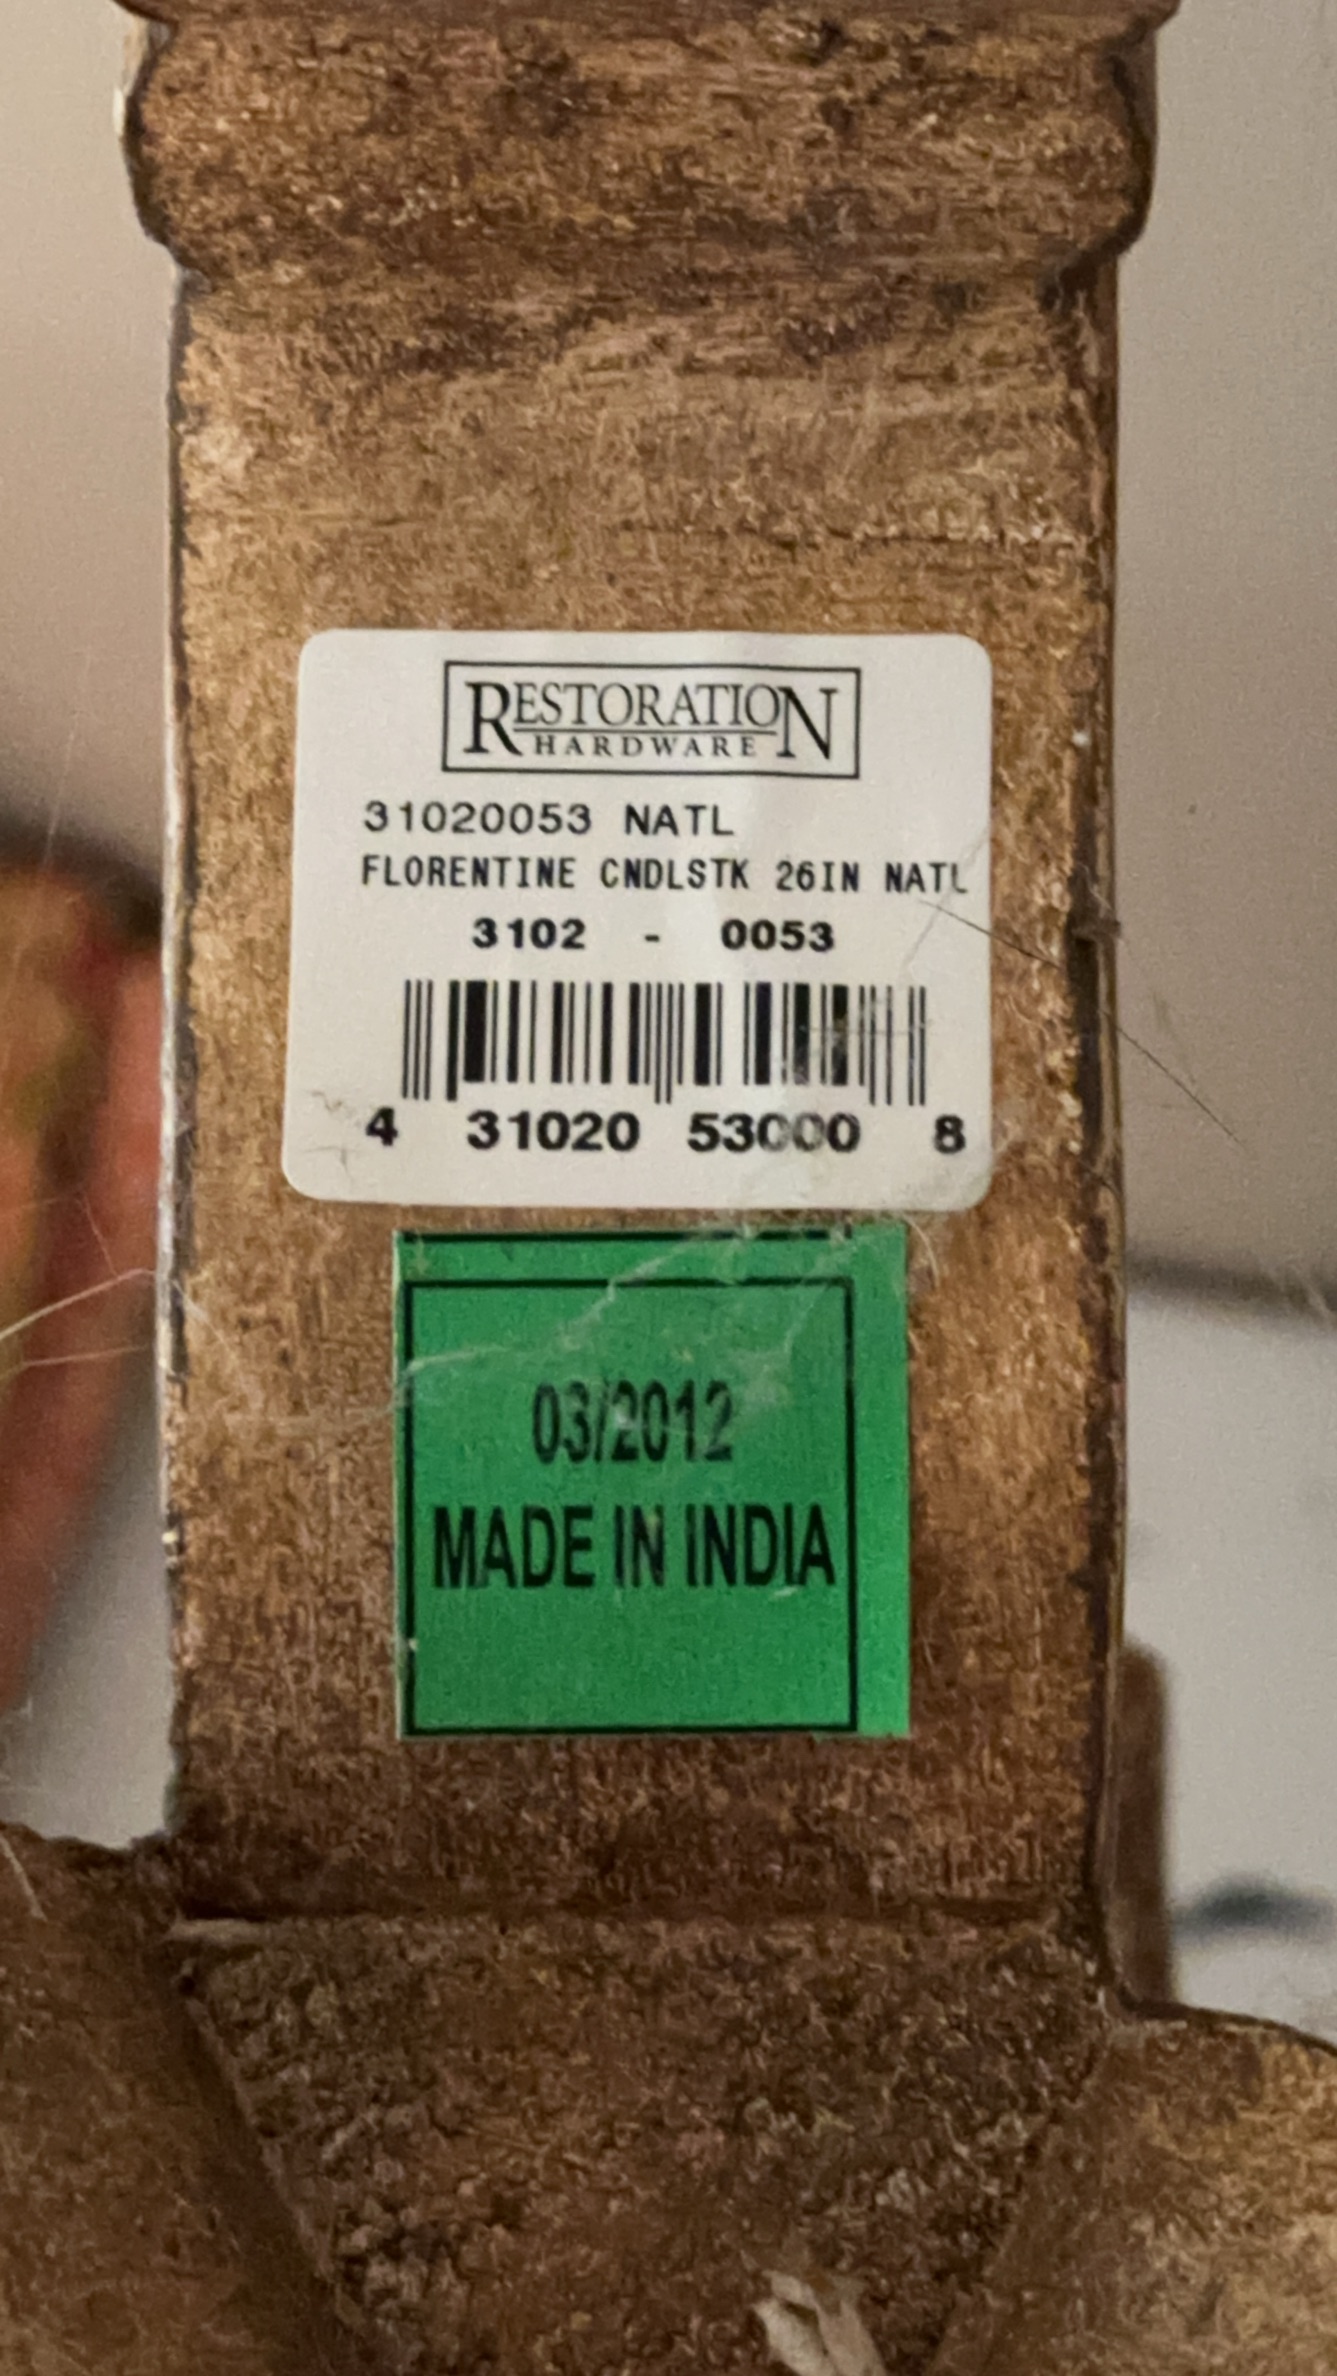 RESTORATION
HARDWARE
31020053 NATL
FLORENTINE CNDLSTK 26IN NATL
3102 - 0053
4 31020 53000 8
03/2012
MADE IN INDIA